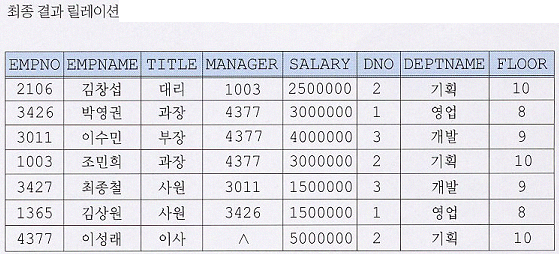 최종 결과 릴레이션
EMPNO EMPNAME TITLE MANAGER SALARY DNO DEPTNAME FLOOR
2106 김창섭 대리 1003 2500000 2 기획 10
3426 박영권 과장 4377 3000000 1 영업 8
3011 이수민 부장 4377 4000000 3 개발 9
1003 조민희 과장 4377 3000000 2 기획 10
3427 최종철 사원 3011 1500000 3 개발 9
1365 김상원 사원 3426 1500000 1 영업 8
4377 이성래 이사 ∧ 5000000 2 기획 10